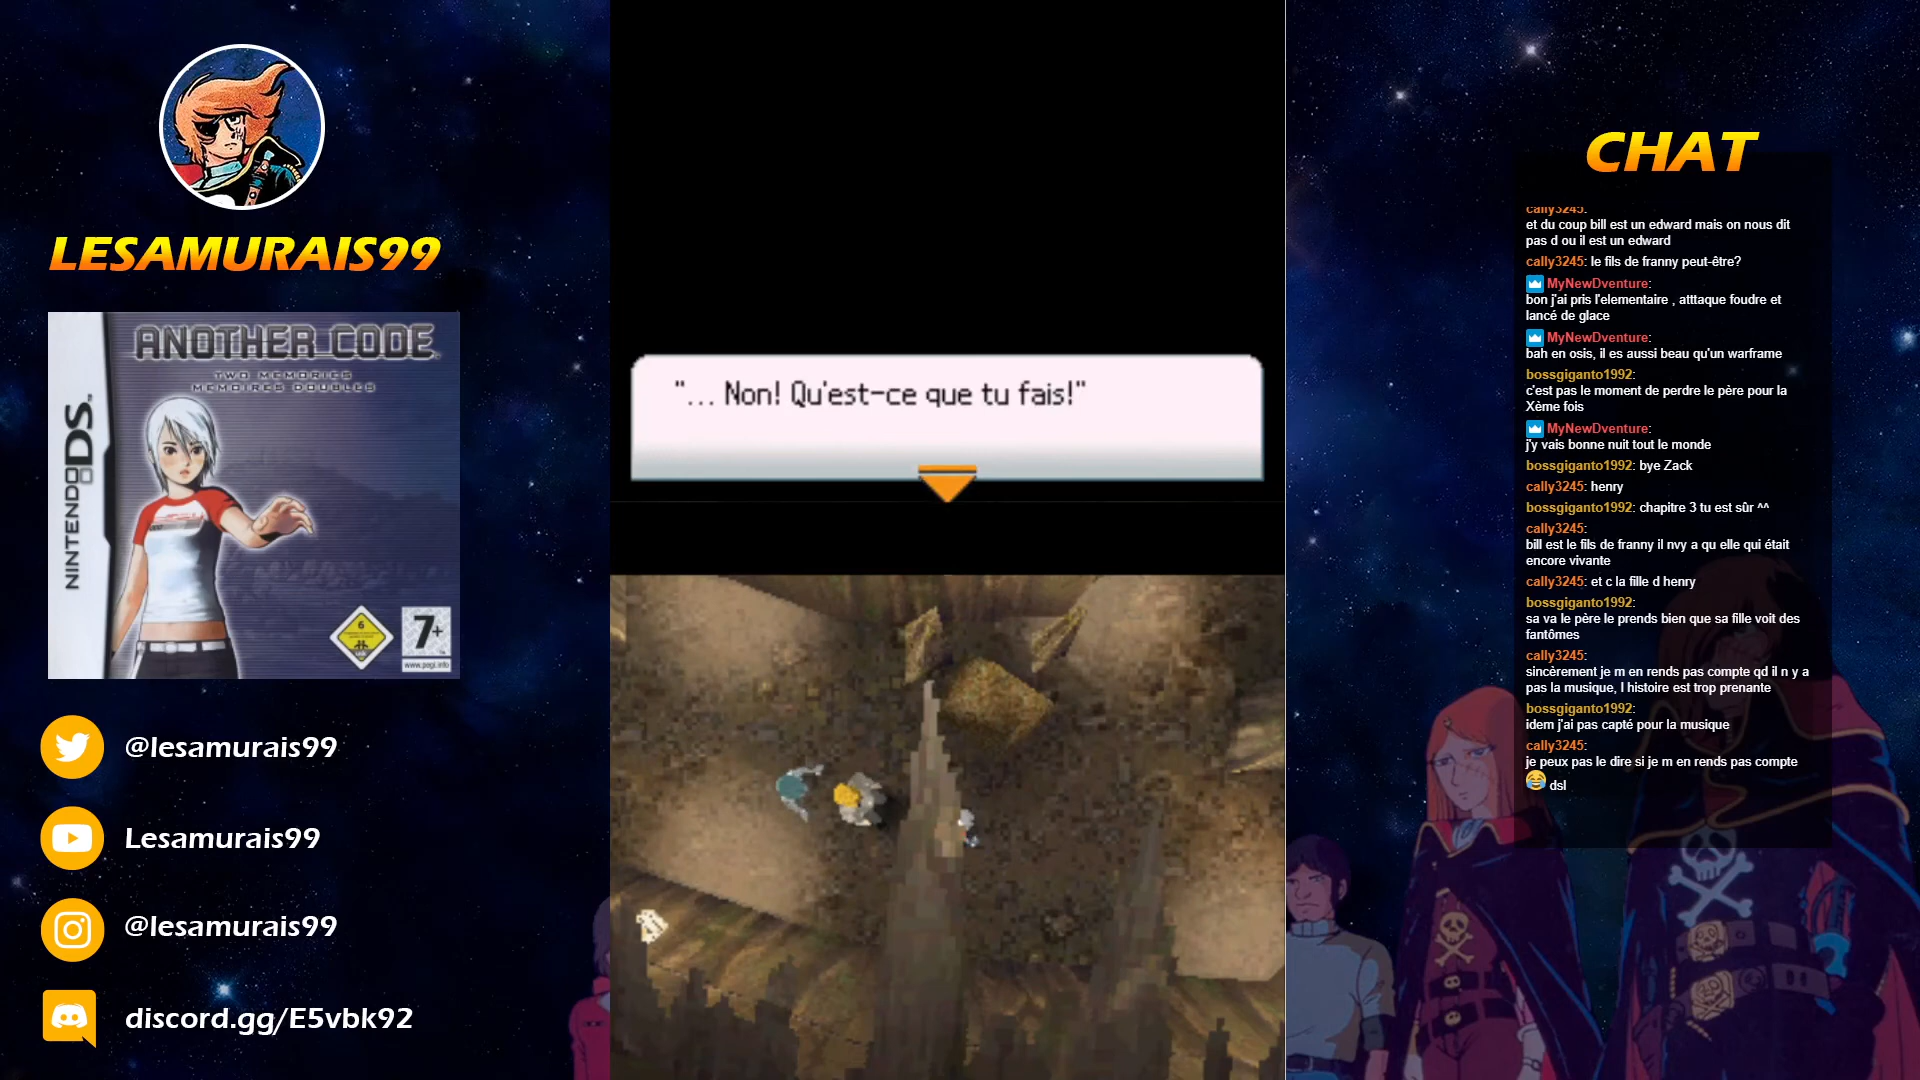 LESAMURAIS99
NINTENDO DS
ANOTHER CODE
TWO MEMORIES
MEMOIRES DOUBLES
6
7+
www.pegi.info
@lesamurais99
Lesamurais99
@lesamurais99
discord.gg/E5vbk92
"... Non! Qu'est-ce que tu fais!"
CHAT
cally3245:
et du coup bill est un edward mais on nous dit
pas d ou il est un edward
cally3245: le fils de franny peut-être?
MyNewDventure:
bon j'ai pris l'elementaire , atttaque foudre et
lancé de glace
MyNewDventure:
bah en osis, il es aussi beau qu'un warframe
bossgiganto1992:
c'est pas le moment de perdre le père pour la
Xème fois
MyNewDventure:
j'y vais bonne nuit tout le monde
bossgiganto1992: bye Zack
cally3245: henry
bossgiganto1992: chapitre 3 tu est sûr ^^
cally3245:
bill est le fils de franny il nvy a qu elle qui était
encore vivante
cally3245: et c la fille d henry
bossgiganto1992:
sa va le père le prends bien que sa fille voit des
fantômes
cally3245:
sincèrement je m en rends pas compte qd il n y a
pas la musique, l histoire est trop prenante
bossgiganto1992:
idem j'ai pas capté pour la musique
cally3245:
je peux pas le dire si je m en rends pas compte
😂 dsl